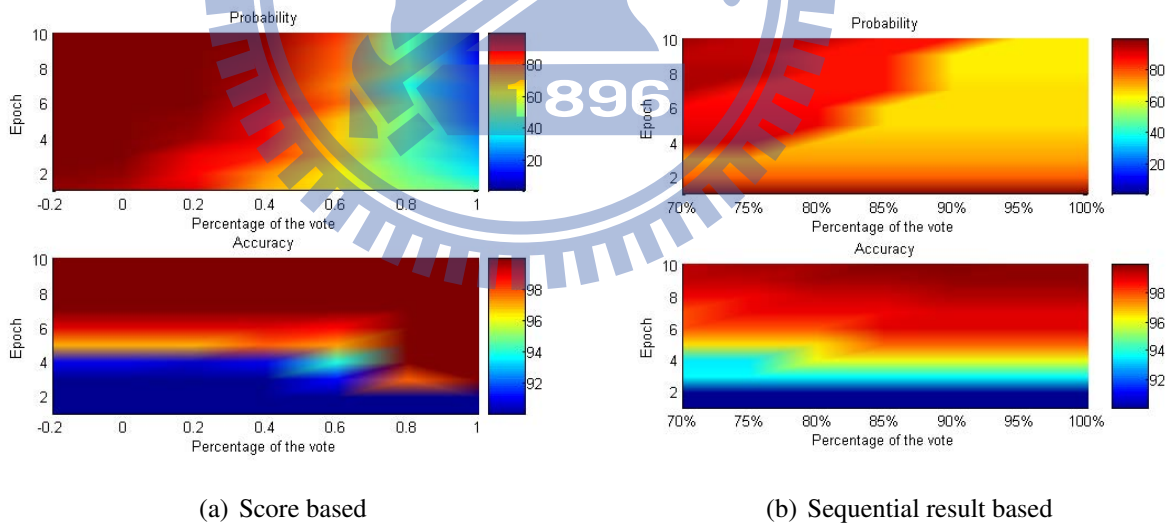 Probability
10
8
6
4
2
Epoch
-0.2 0 0.2 0.4 0.6 0.8 1
Percentage of the vote
80
60
40
20
1896
Accuracy
10
8
6
4
2
Epoch
-0.2 0 0.2 0.4 0.6 0.8 1
Percentage of the vote
98
96
94
92
(a) Score based
Probability
10
8
6
4
2
Epoch
70% 75% 80% 85% 90% 95% 100%
Percentage of the vote
80
60
40
20
Accuracy
10
8
6
4
2
Epoch
70% 75% 80% 85% 90% 95% 100%
Percentage of the vote
98
96
94
92
(b) Sequential result based